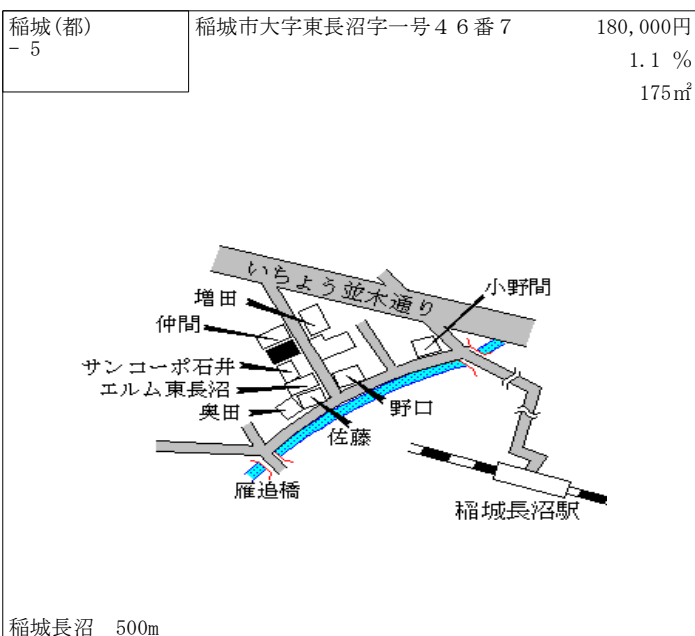 稲城(都)
- 5
稲城市大字東長沼字一号４６番７
180,000円
1.1 %
175㎡
いちょう並木通り
小野間
増田
仲間
サンコーポ石井
エルム東長沼
奥田
野口
佐藤
雁追橋
稲城長沼駅
稲城長沼 500m